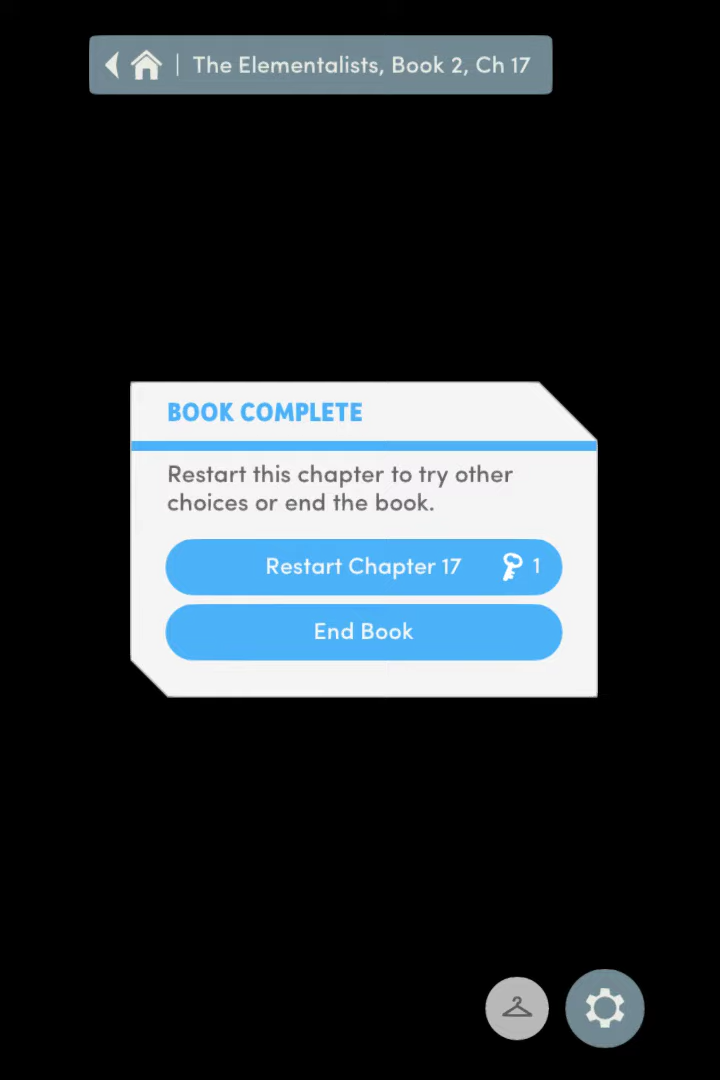 The Elementalists, Book 2, Ch 17
BOOK COMPLETE
Restart this chapter to try other
choices or end the book.
Restart Chapter 17 1
End Book